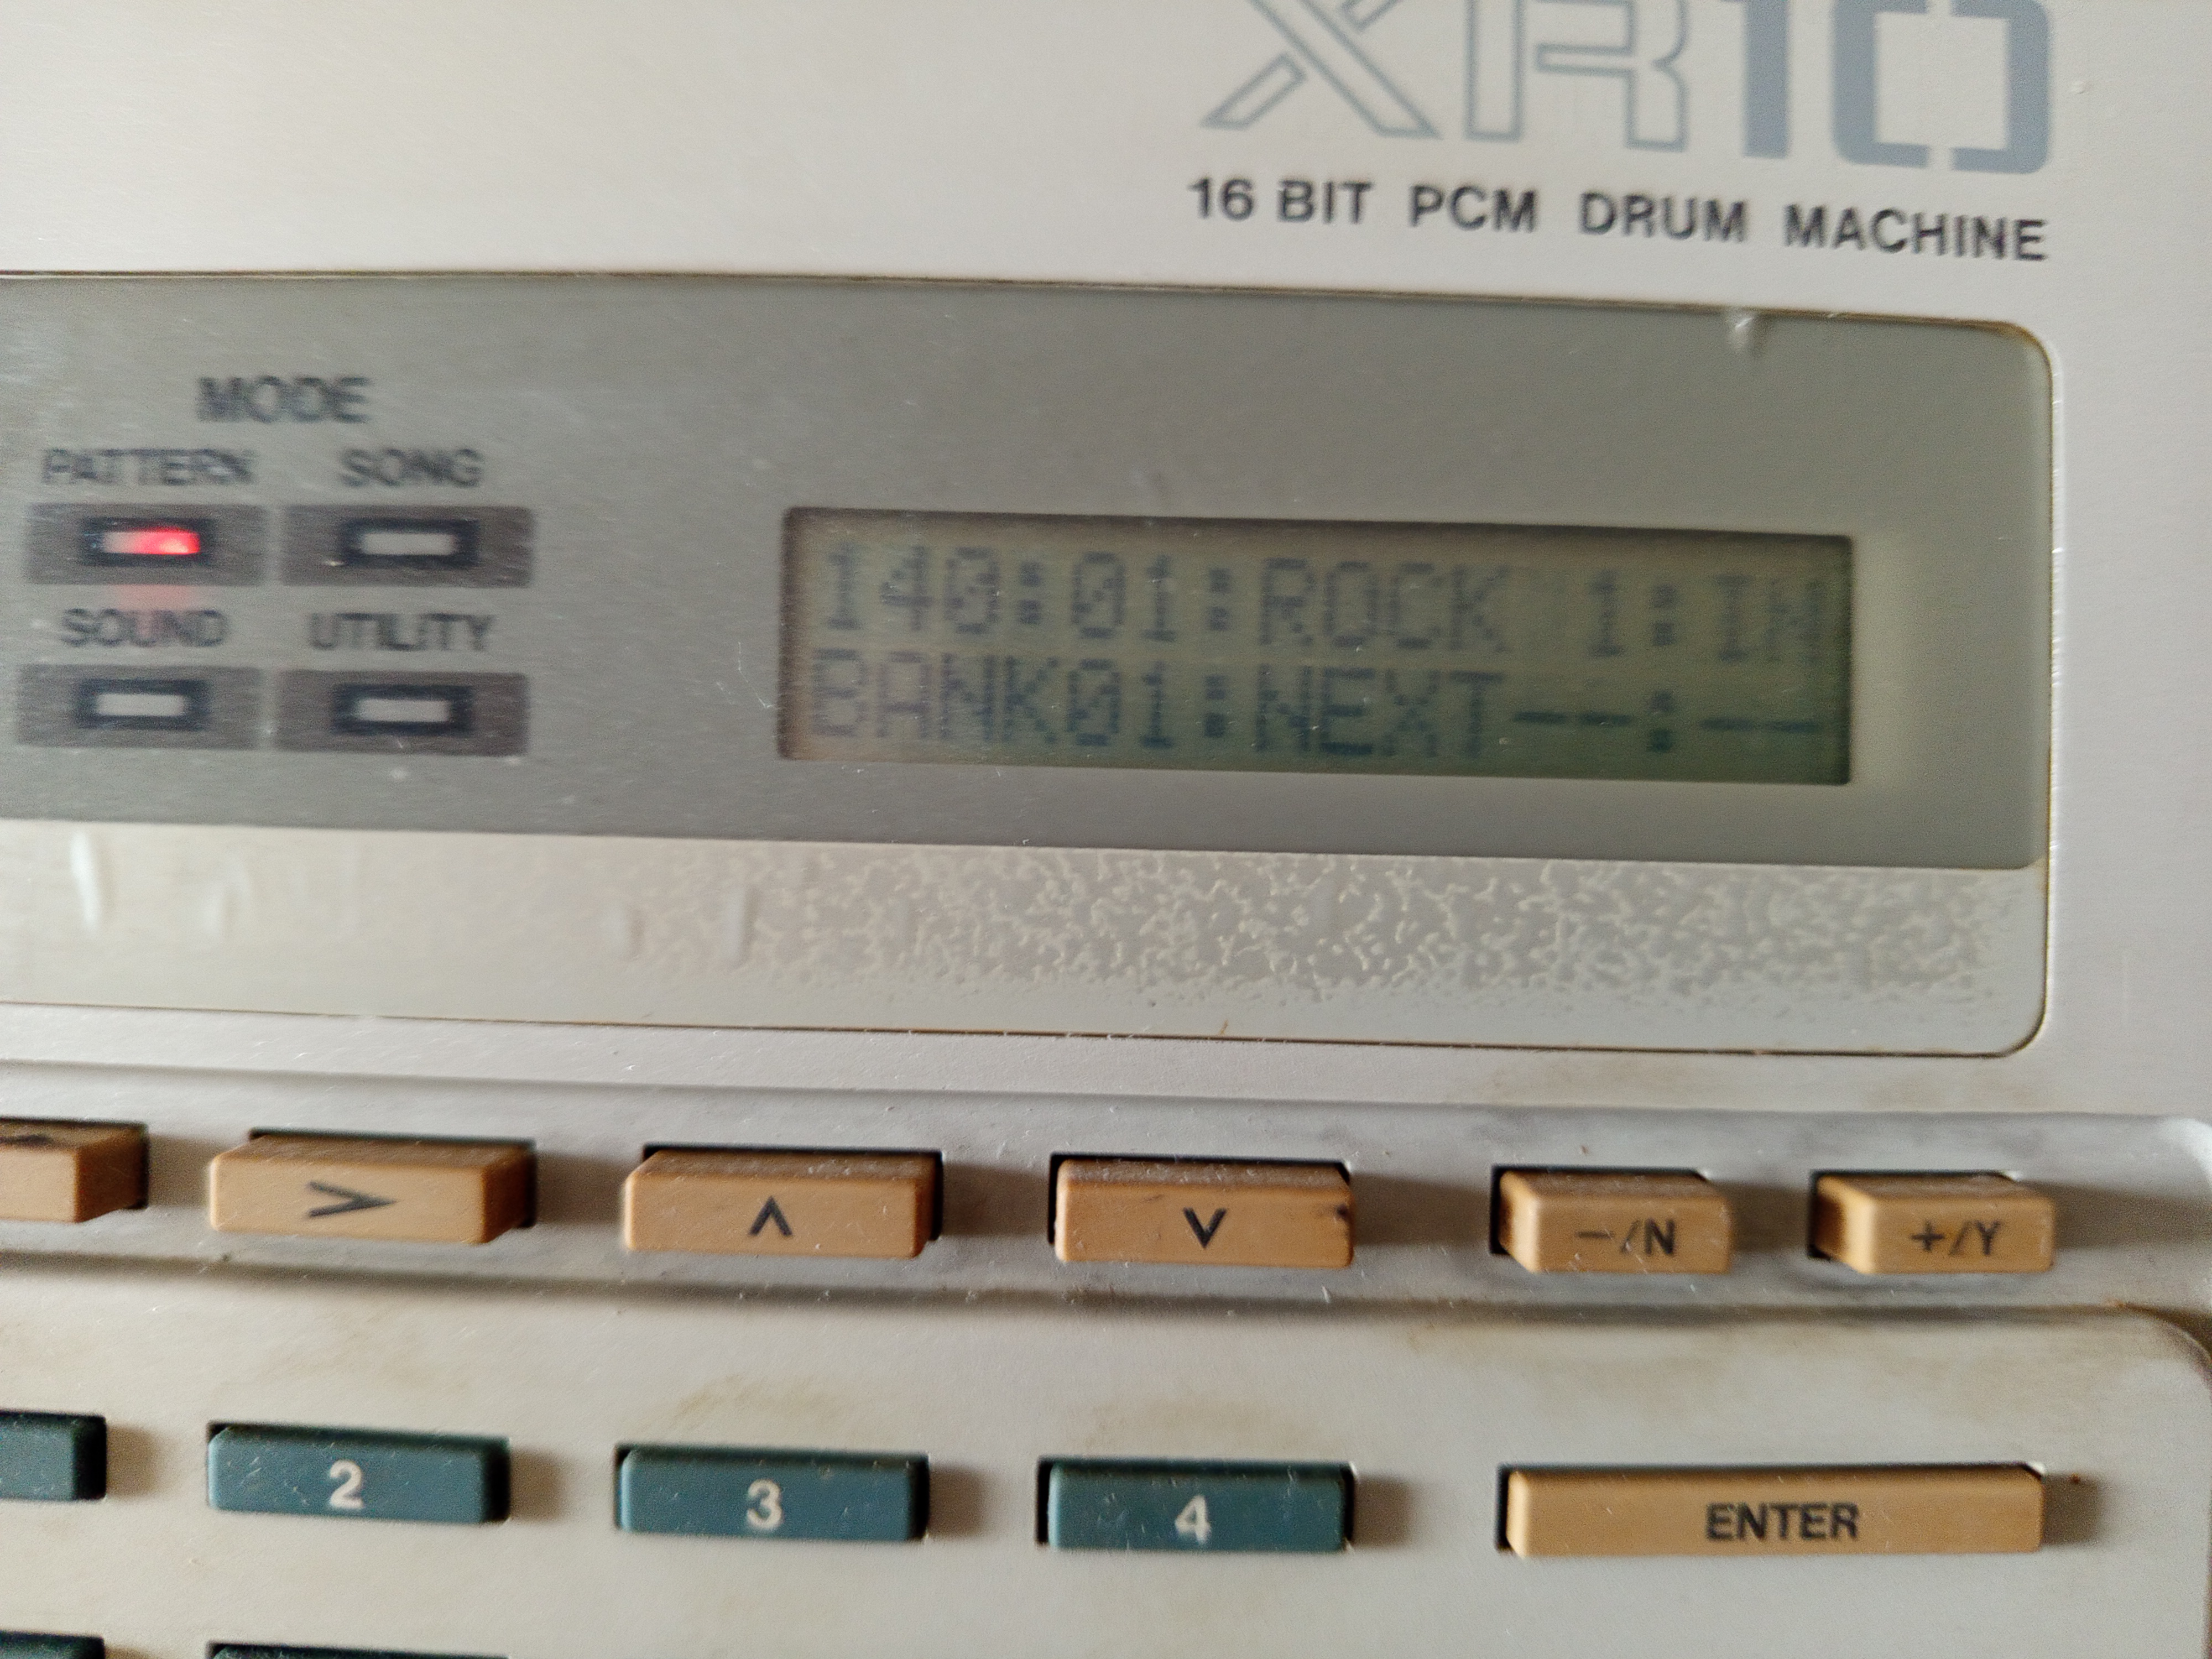 XR10
16 BIT PCM DRUM MACHINE
MODE
PATTERN SONG
SOUND UTILITY
140:01:ROCK 1:IN
BANK01:NEXT--:--
> ∧ ∨ -/N +/Y
2 3 4 ENTER